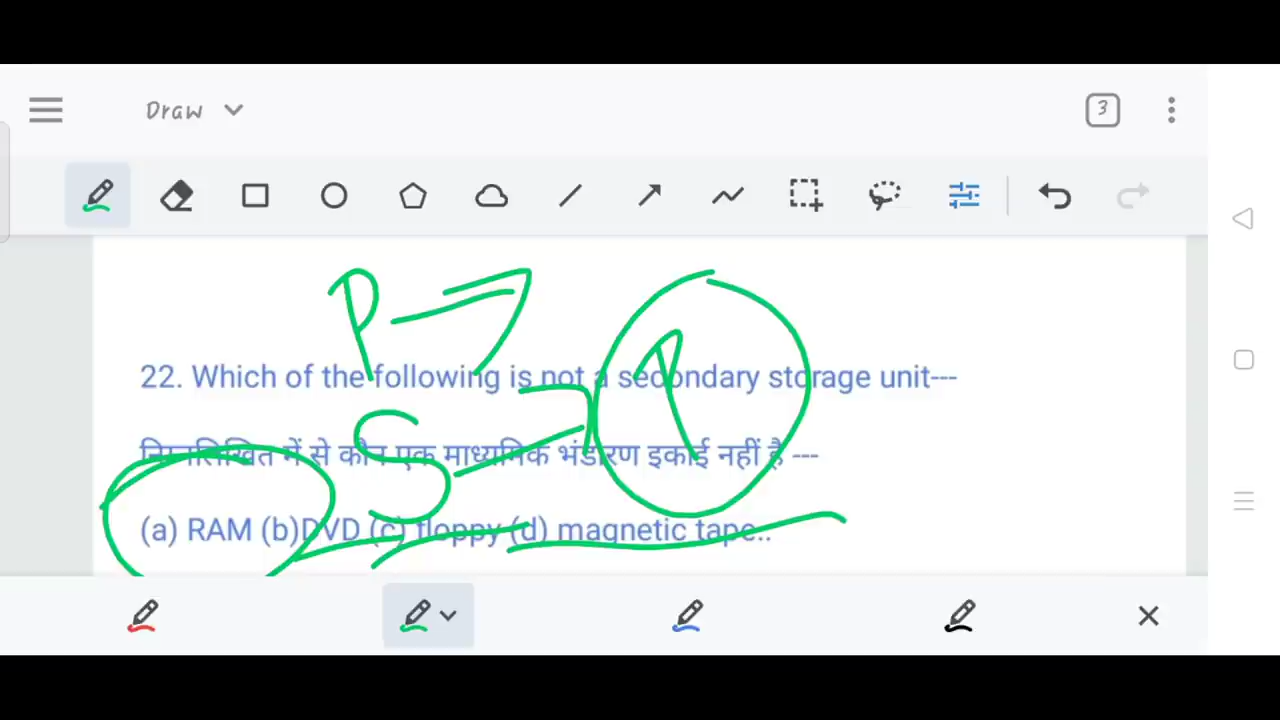 Draw
3
P
22. Which of the following is not a secondary storage unit---
P
S
निम्नलिखित में से कौन एक माध्यमिक भंडारण इकाई नहीं है ---
(a) RAM (b)DVD (c) floppy (d) magnetic tape..